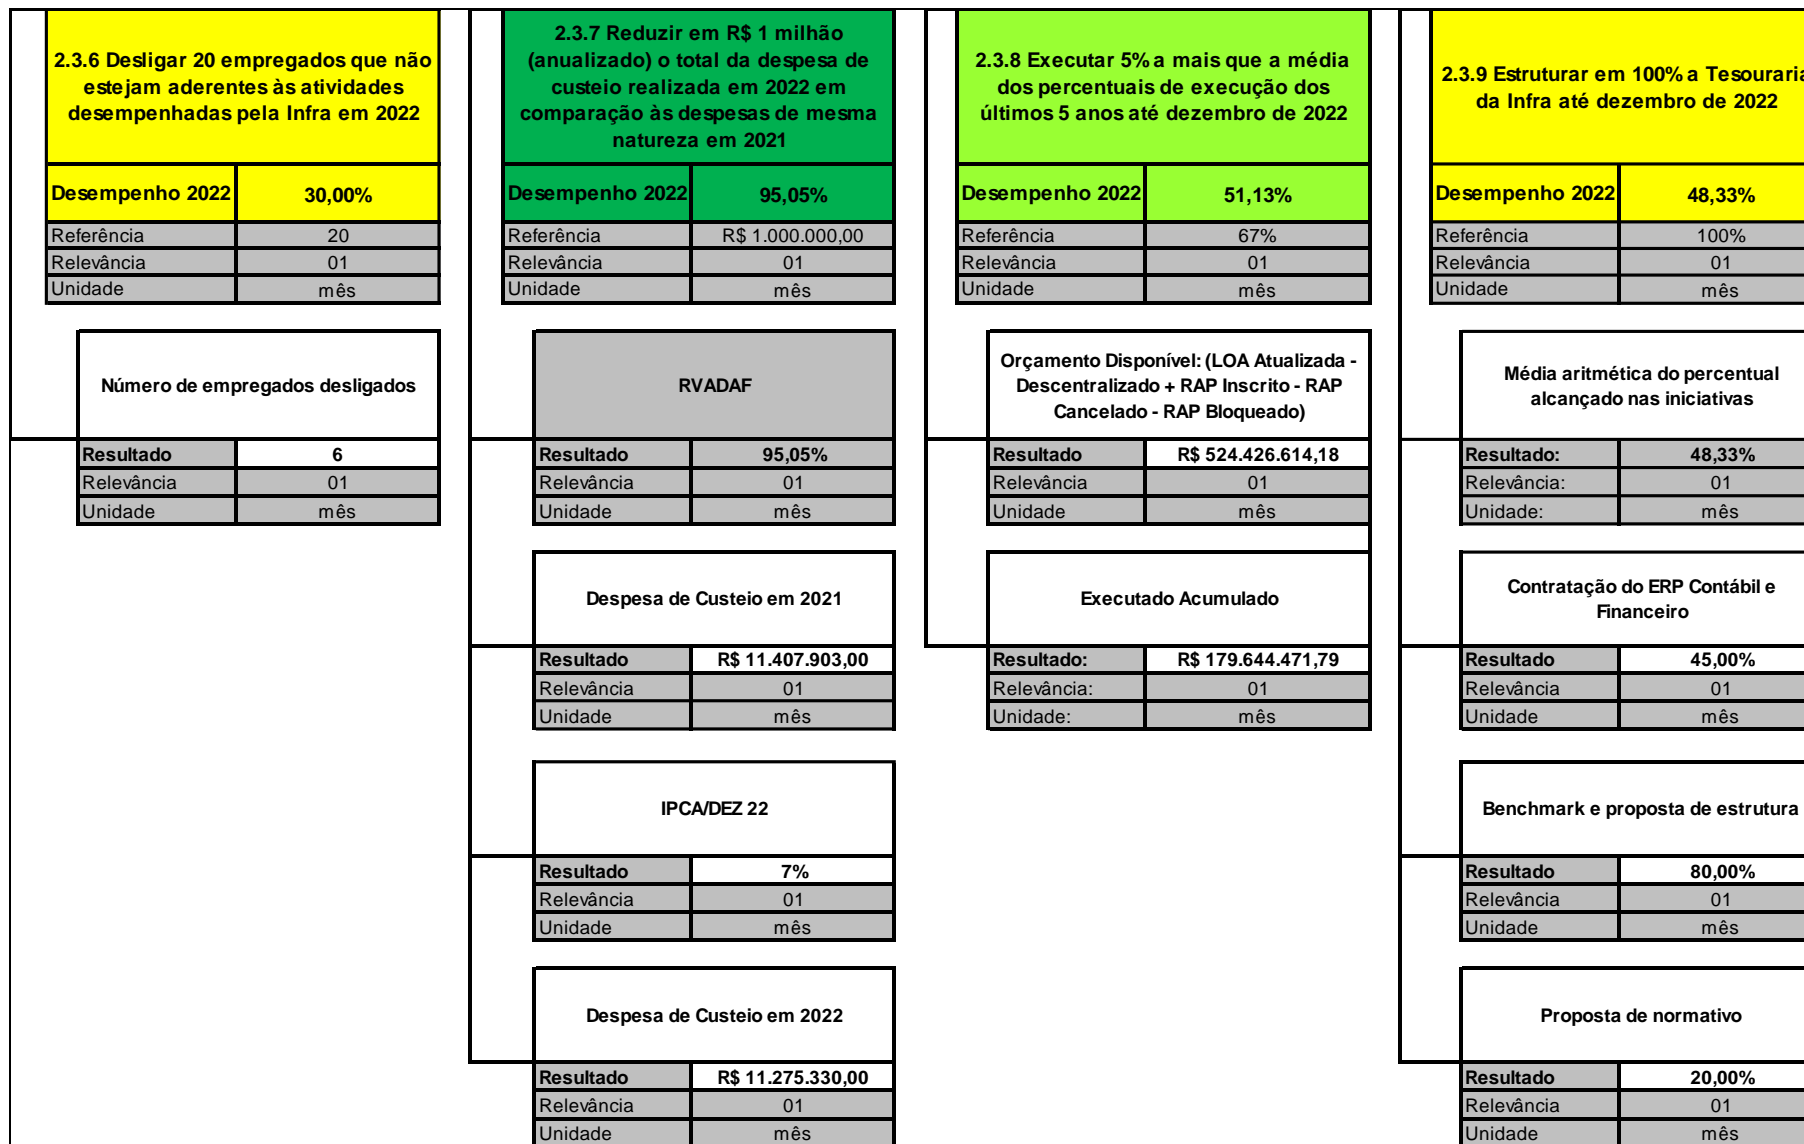 2.3.6 Desligar 20 empregados que não
estejam aderentes às atividades
desempenhadas pela Infra em 2022
Desempenho 2022 30,00%
Referência 20
Relevância 01
Unidade mês
Número de empregados desligados
Resultado 6
Relevância 01
Unidade mês
2.3.7 Reduzir em R$ 1 milhão
(anualizado) o total da despesa de
custeio realizada em 2022 em
comparação às despesas de mesma
natureza em 2021
Desempenho 2022 95,05%
Referência R$ 1.000.000,00
Relevância 01
Unidade mês
RVADAF
Resultado 95,05%
Relevância 01
Unidade mês
Despesa de Custeio em 2021
Resultado R$ 11.407.903,00
Relevância 01
Unidade mês
IPCA/DEZ 22
Resultado 7%
Relevância 01
Unidade mês
Despesa de Custeio em 2022
Resultado R$ 11.275.330,00
Relevância 01
Unidade mês
2.3.8 Executar 5% a mais que a média
dos percentuais de execução dos
últimos 5 anos até dezembro de 2022
Desempenho 2022 51,13%
Referência 67%
Relevância 01
Unidade mês
Orçamento Disponível: (LOA Atualizada -
Descentralizado + RAP Inscrito - RAP
Cancelado - RAP Bloqueado)
Resultado R$ 524.426.614,18
Relevância 01
Unidade mês
Executado Acumulado
Resultado: R$ 179.644.471,79
Relevância: 01
Unidade: mês
2.3.9 Estruturar em 100% a Tesouraria
da Infra até dezembro de 2022
Desempenho 2022 48,33%
Referência 100%
Relevância 01
Unidade mês
Média aritmética do percentual
alcançado nas iniciativas
Resultado: 48,33%
Relevância: 01
Unidade: mês
Contratação do ERP Contábil e
Financeiro
Resultado 45,00%
Relevância 01
Unidade mês
Benchmark e proposta de estrutura
Resultado 80,00%
Relevância 01
Unidade mês
Proposta de normativo
Resultado 20,00%
Relevância 01
Unidade mês